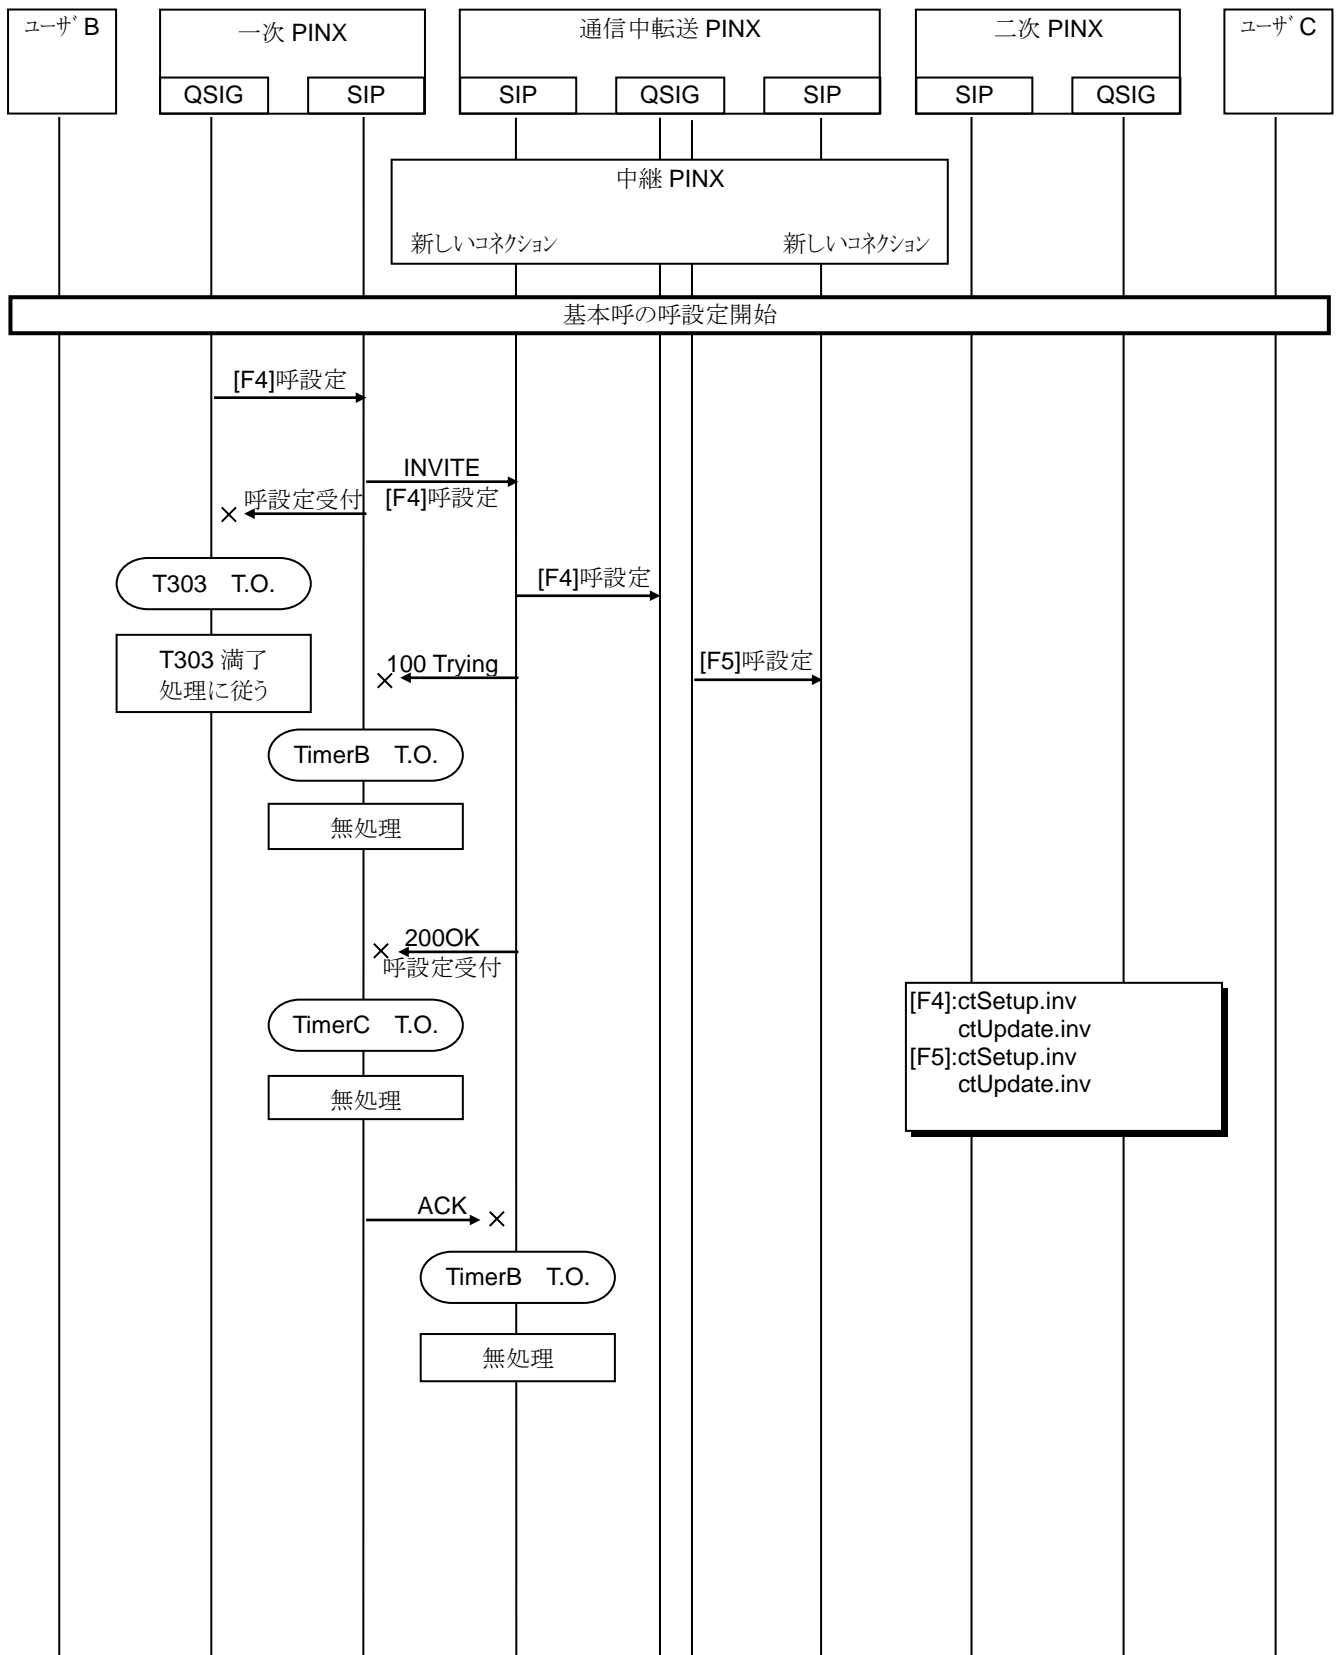 ﾕｰｻﾞ B
一次 PINX
通信中転送 PINX
二次 PINX
ﾕｰｻﾞ C
QSIG
SIP
SIP
QSIG
SIP
SIP
QSIG
中継 PINX
新しいｺﾈｸｼｮﾝ
新しいｺﾈｸｼｮﾝ
基本呼の呼設定開始
[F4]呼設定
INVITE
[F4]呼設定
呼設定受付
T303 T.O.
[F4]呼設定
T303 満了
処理に従う
100 Trying
[F5]呼設定
TimerB T.O.
無処理
200OK
呼設定受付
TimerC T.O.
無処理
[F4]:ctSetup.inv
ctUpdate.inv
[F5]:ctSetup.inv
ctUpdate.inv
ACK
TimerB T.O.
無処理